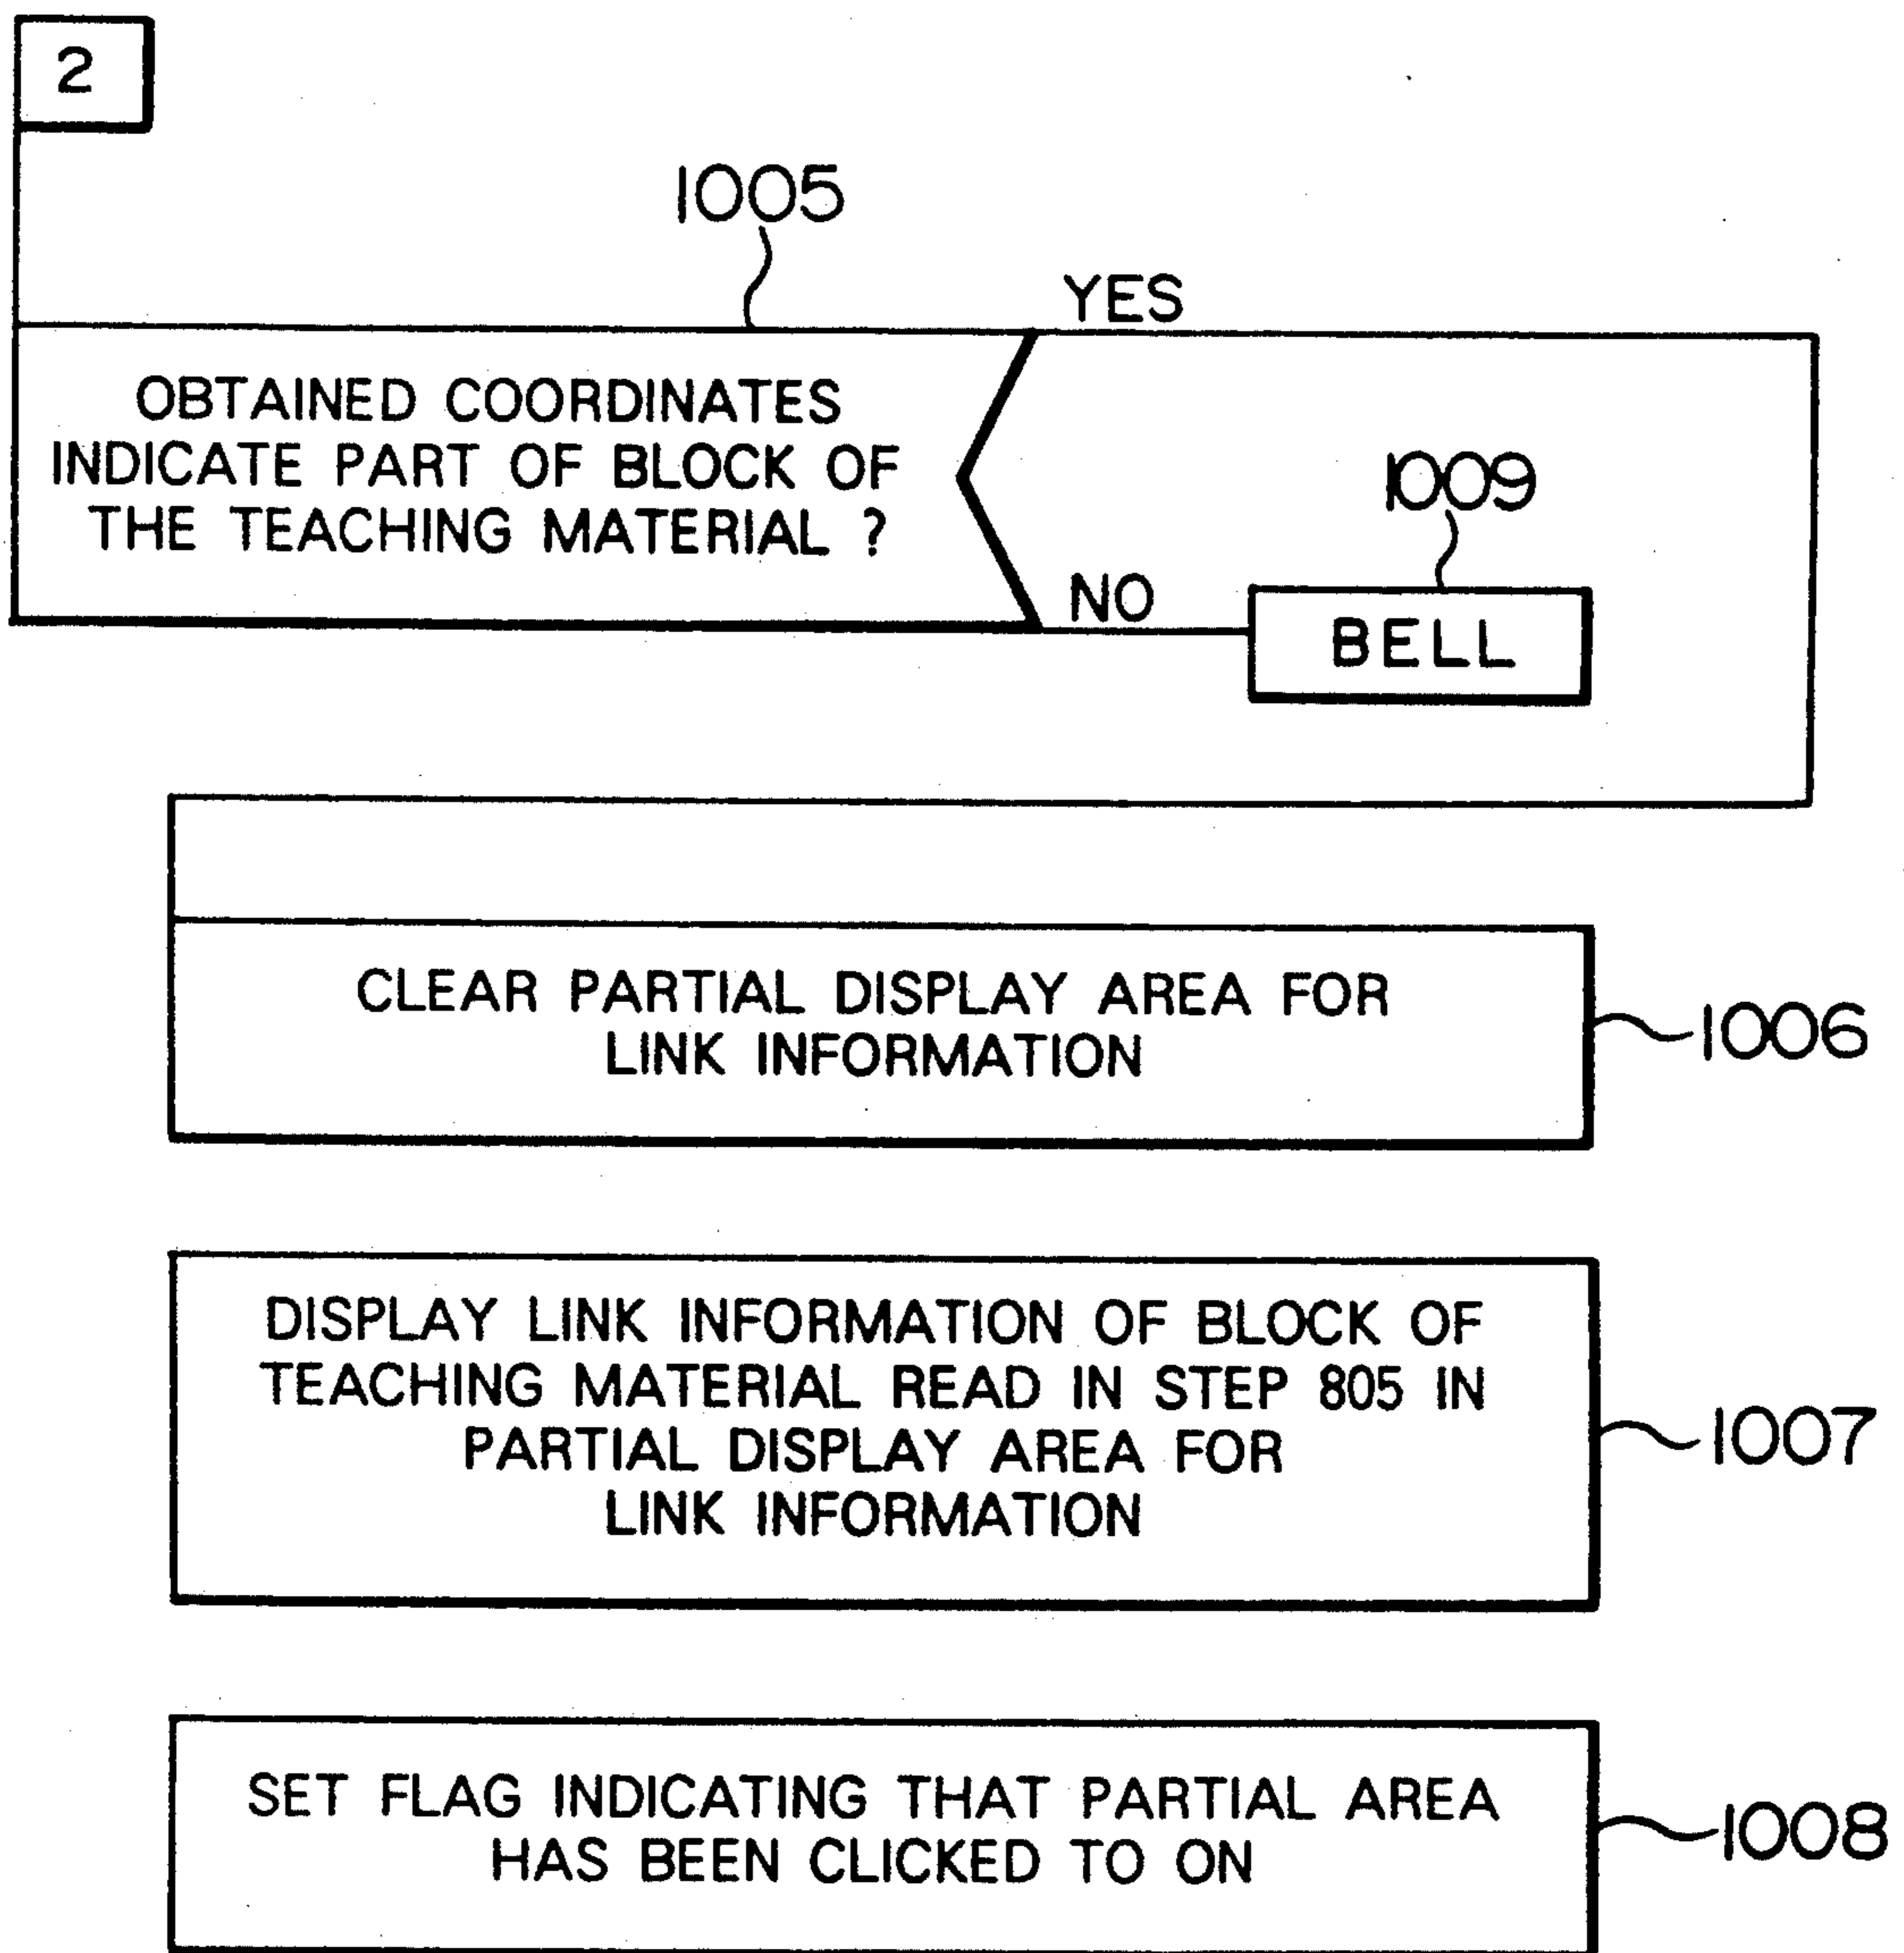 2
1005
YES
OBTAINED COORDINATES
INDICATE PART OF BLOCK OF
THE TEACHING MATERIAL ?
1009
NO
BELL
CLEAR PARTIAL DISPLAY AREA FOR
LINK INFORMATION
1006
DISPLAY LINK INFORMATION OF BLOCK OF
TEACHING MATERIAL READ IN STEP 805 IN
PARTIAL DISPLAY AREA FOR
LINK INFORMATION
1007
SET FLAG INDICATING THAT PARTIAL AREA
HAS BEEN CLICKED TO ON
1008